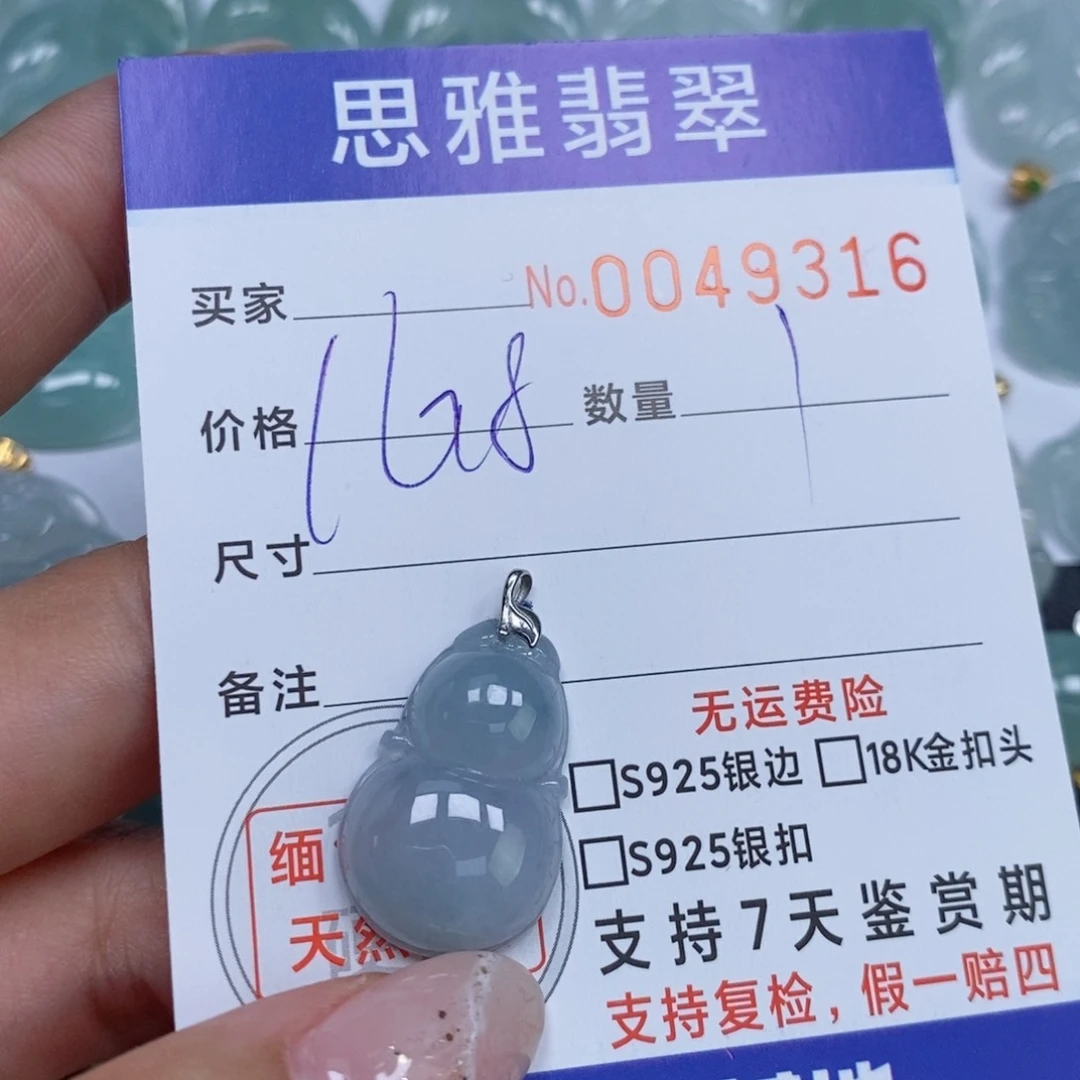 思雅翡翠
买家 No.0049316
价格 1668 数量 1
尺寸
备注
无运费险
S925银边 18K金扣头
S925银扣
缅
天然
支持7天鉴赏期
支持复检，假一赔四